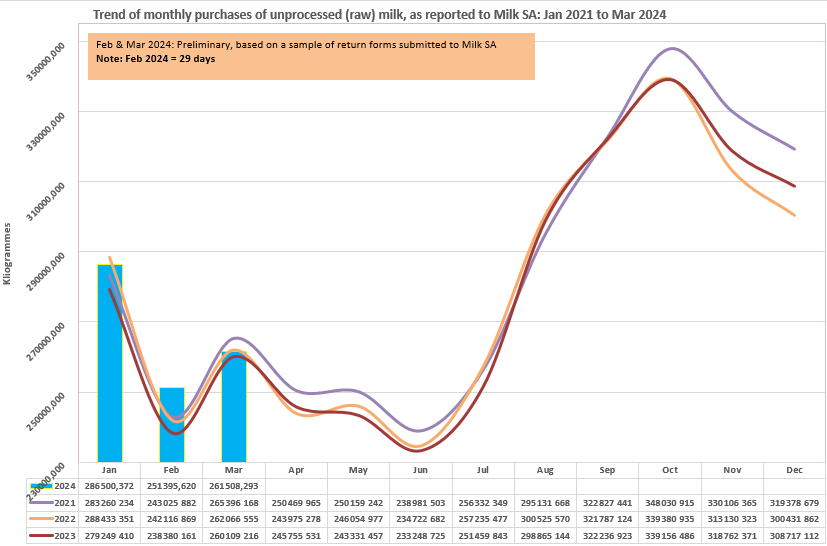 Trend of monthly purchases of unprocessed (raw) milk, as reported to Milk SA: Jan 2021 to Mar 2024
Feb & Mar 2024: Preliminary, based on a sample of return forms submitted to Milk SA
Note: Feb 2024 = 29 days
Kliogrammes
350000,000
330000,000
310000,000
290000,000
270000,000
250000,000
230000,000
Jan Feb Mar Apr May Jun Jul Aug Sep Oct Nov Dec
2024 286500,372 251395,620 261508,293
2021 283260 234 243025 882 265396 168 250469 965 250159 242 238981 503 256332 349 295131 668 322827 441 348030 915 330106 365 319378 679
2022 288433 351 242116 869 262066 555 243975 278 246054 977 234722 682 257235 477 300525 570 321787 124 339380 935 313130 323 300431 862
2023 279249 410 238380 161 260109 216 245755 531 243331 457 233248 725 251459 843 298865 144 322236 923 339156 486 318762 371 308717 112